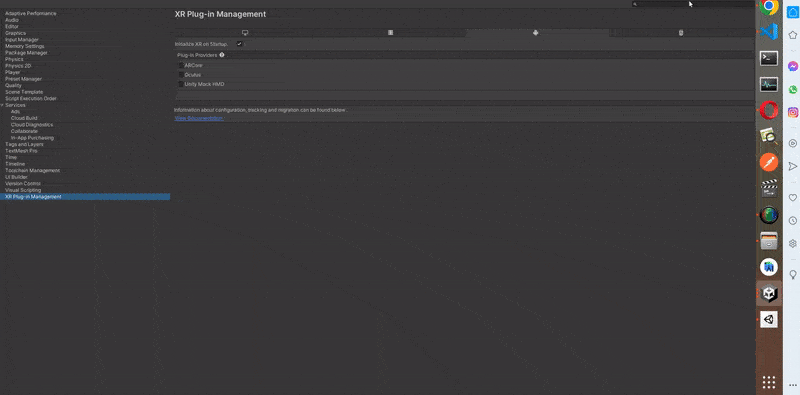 Adaptive Performance
Audio
Editor
Graphics
Input Manager
Memory Settings
Package Manager
Physics
Physics 2D
Player
Preset Manager
Quality
Scene Template
Script Execution Order
Services
Ads
Cloud Build
Cloud Diagnostics
Collaborate
In-App Purchasing
Tags and Layers
TextMesh Pro
Time
Timeline
Toolchain Management
UI Builder
Version Control
Visual Scripting
XR Plug-in Management
XR Plug-in Management
Initialize XR on Startup
Plug-in Providers
ARCore
Oculus
Unity Mock HMD
Information about configuration, tracking and migration can be found below.
View Documentation